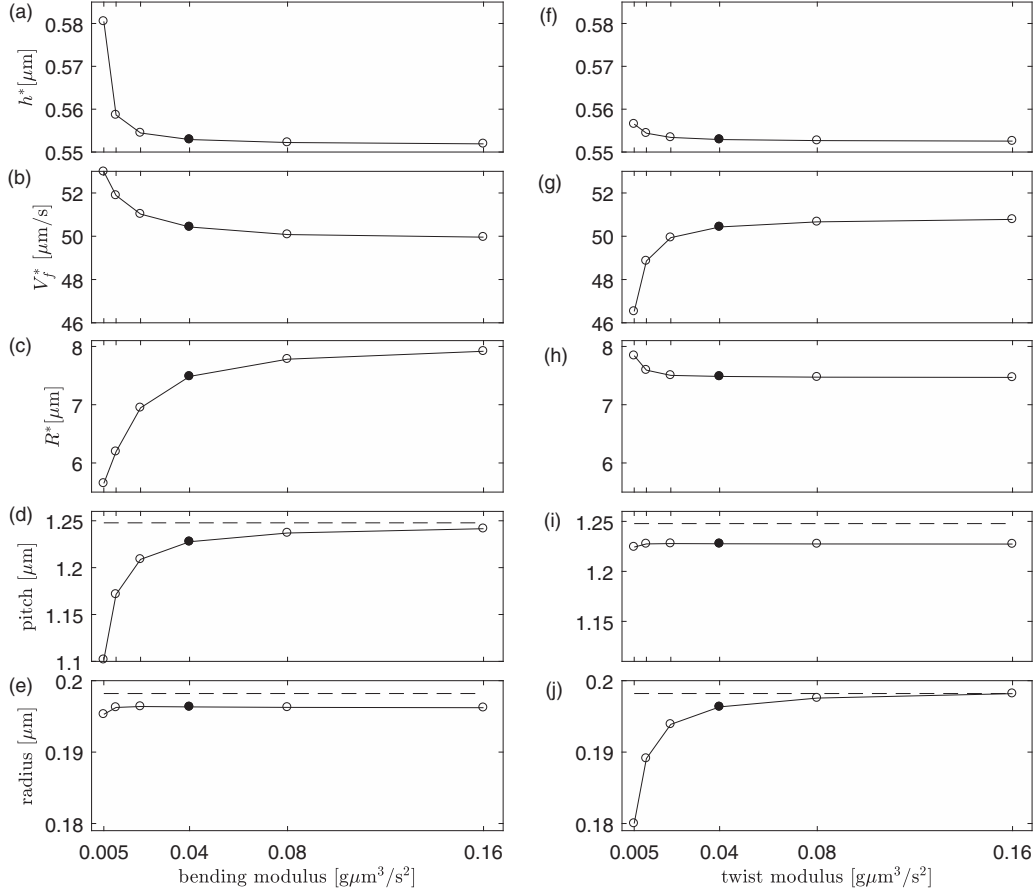 (a)
0.58
0.57
0.56
0.55
h* [μm]
(b)
52
50
48
46
V_f^* [μm/s]
(c)
8
7
6
R* [μm]
(d)
1.25
1.2
1.15
1.1
pitch [μm]
(e)
0.2
0.19
0.18
radius [μm]
0.005 0.04 0.08 0.16
bending modulus [gμm³/s²]
(f)
0.58
0.57
0.56
0.55
(g)
52
50
48
46
(h)
8
7
6
(i)
1.25
1.2
1.15
(j)
0.2
0.19
0.18
0.005 0.04 0.08 0.16
twist modulus [gμm³/s²]